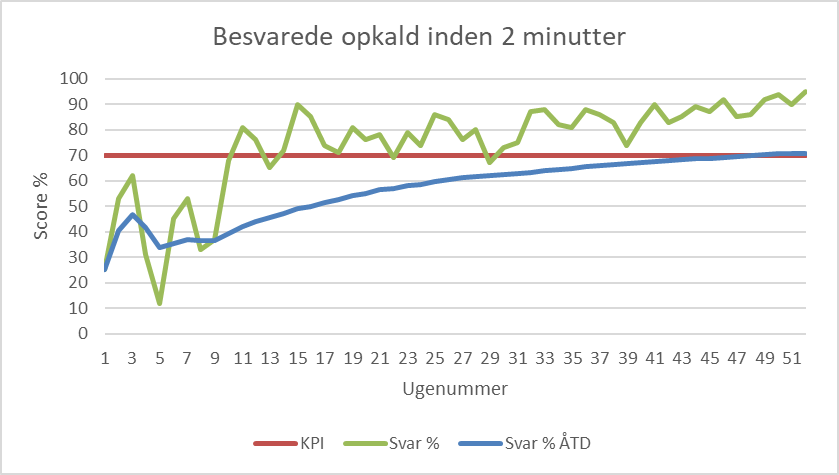 Besvarede opkald inden 2 minutter
100
90
80
70
60
50
40
30
20
10
0
Score %
1 3 5 7 9 11 13 15 17 19 21 23 25 27 29 31 33 35 37 39 41 43 45 47 49 51
Ugenummer
KPI Svar % Svar % ÅTD